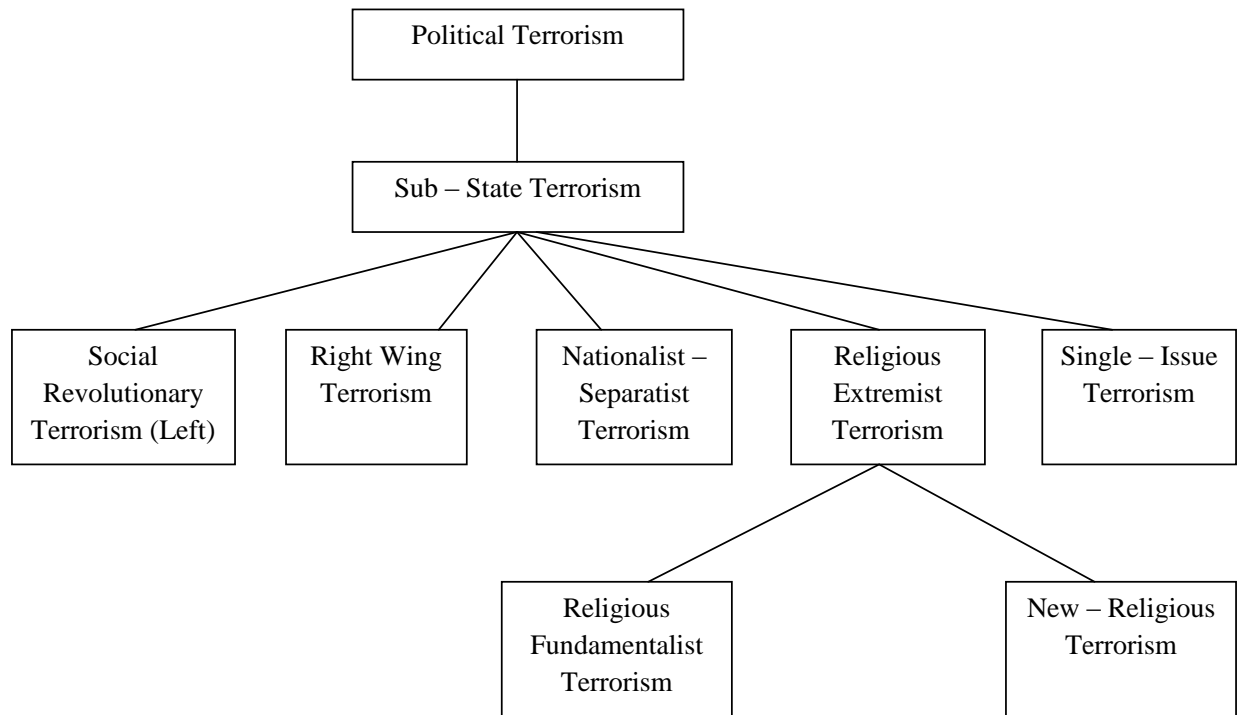 Political Terrorism
Sub – State Terrorism
Social
Revolutionary
Terrorism (Left)
Right Wing
Terrorism
Nationalist –
Separatist
Terrorism
Religious
Extremist
Terrorism
Single – Issue
Terrorism
Religious
Fundamentalist
Terrorism
New – Religious
Terrorism